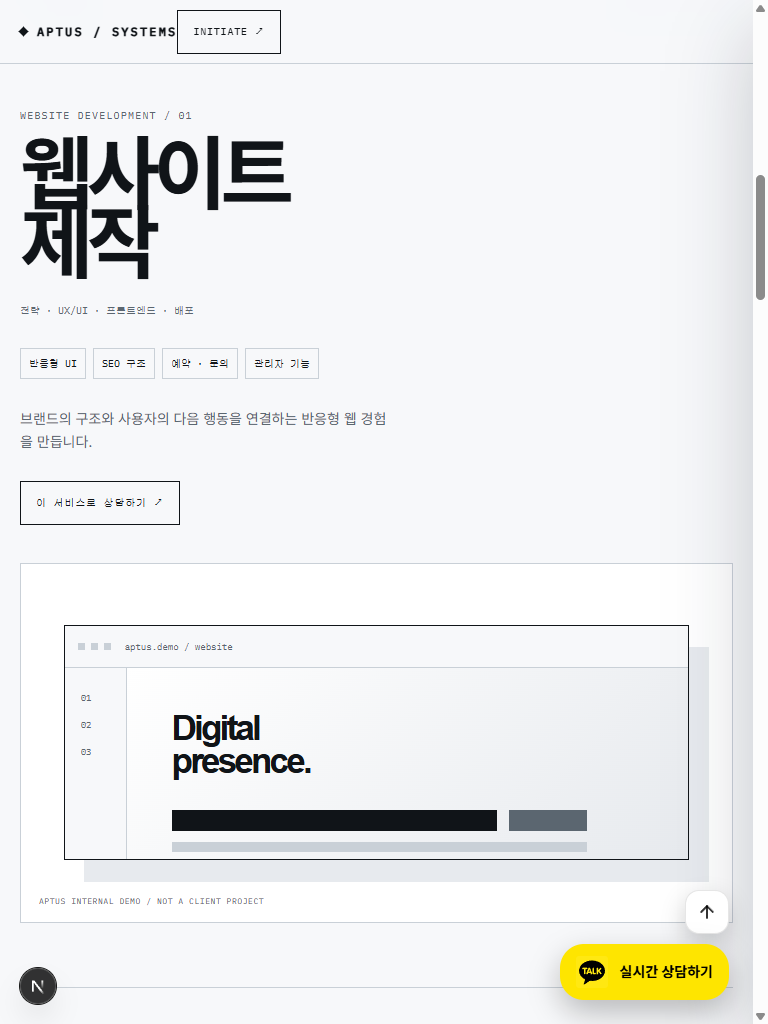 ◆ APTUS / SYSTEMS
INITIATE ↗
WEBSITE DEVELOPMENT / 01
웹사이트
제작
전략 · UX/UI · 프론트엔드 · 배포
반응형 UI
SEO 구조
예약 · 문의
관리자 기능
브랜드의 구조와 사용자의 다음 행동을 연결하는 반응형 웹 경험
을 만듭니다.
이 서비스로 상담하기 ↗
aptus.demo / website
01
02
03
Digital
presence.
APTUS INTERNAL DEMO / NOT A CLIENT PROJECT
TALK
실시간 상담하기
N